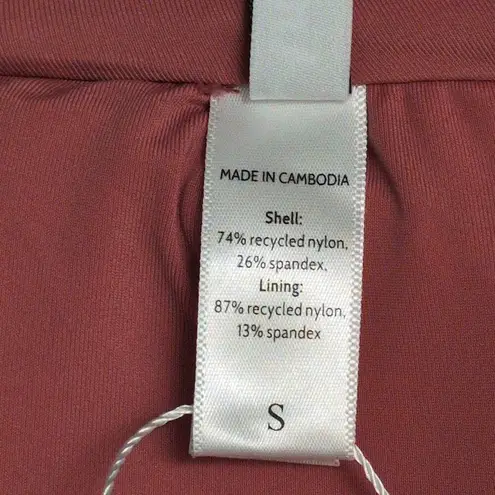 MADE IN CAMBODIA
Shell:
74% recycled nylon,
26% spandex,
Lining:
87% recycled nylon,
13% spandex
S